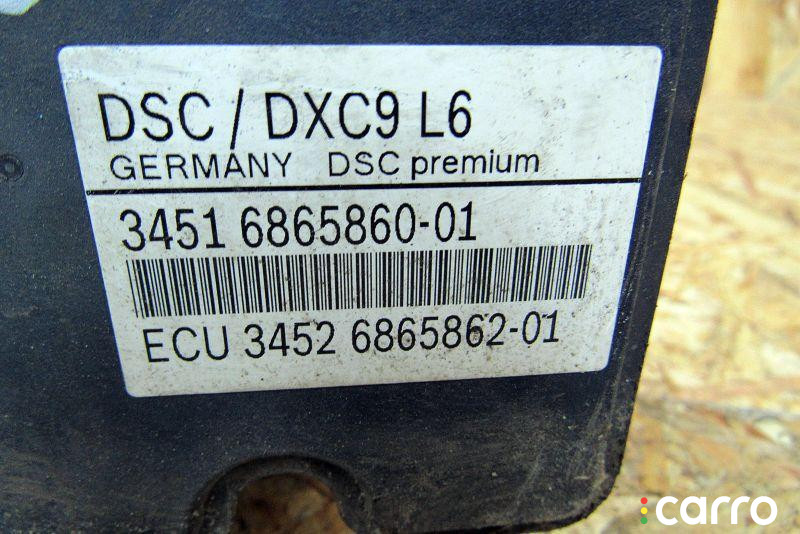 DSC / DXC9 L6
GERMANY DSC premium
3451 6865860-01
ECU 3452 6865862-01
carro